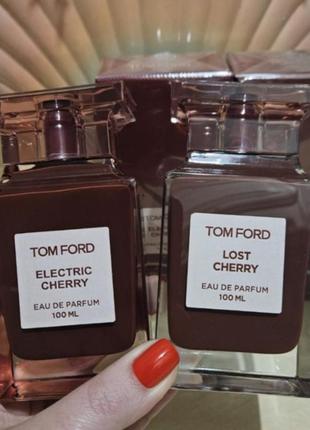 TOM FORD
ELECTRIC
CHERRY
EAU DE PARFUM
100 ML
TOM FORD
LOST
CHERRY
EAU DE PARFUM
100 ML